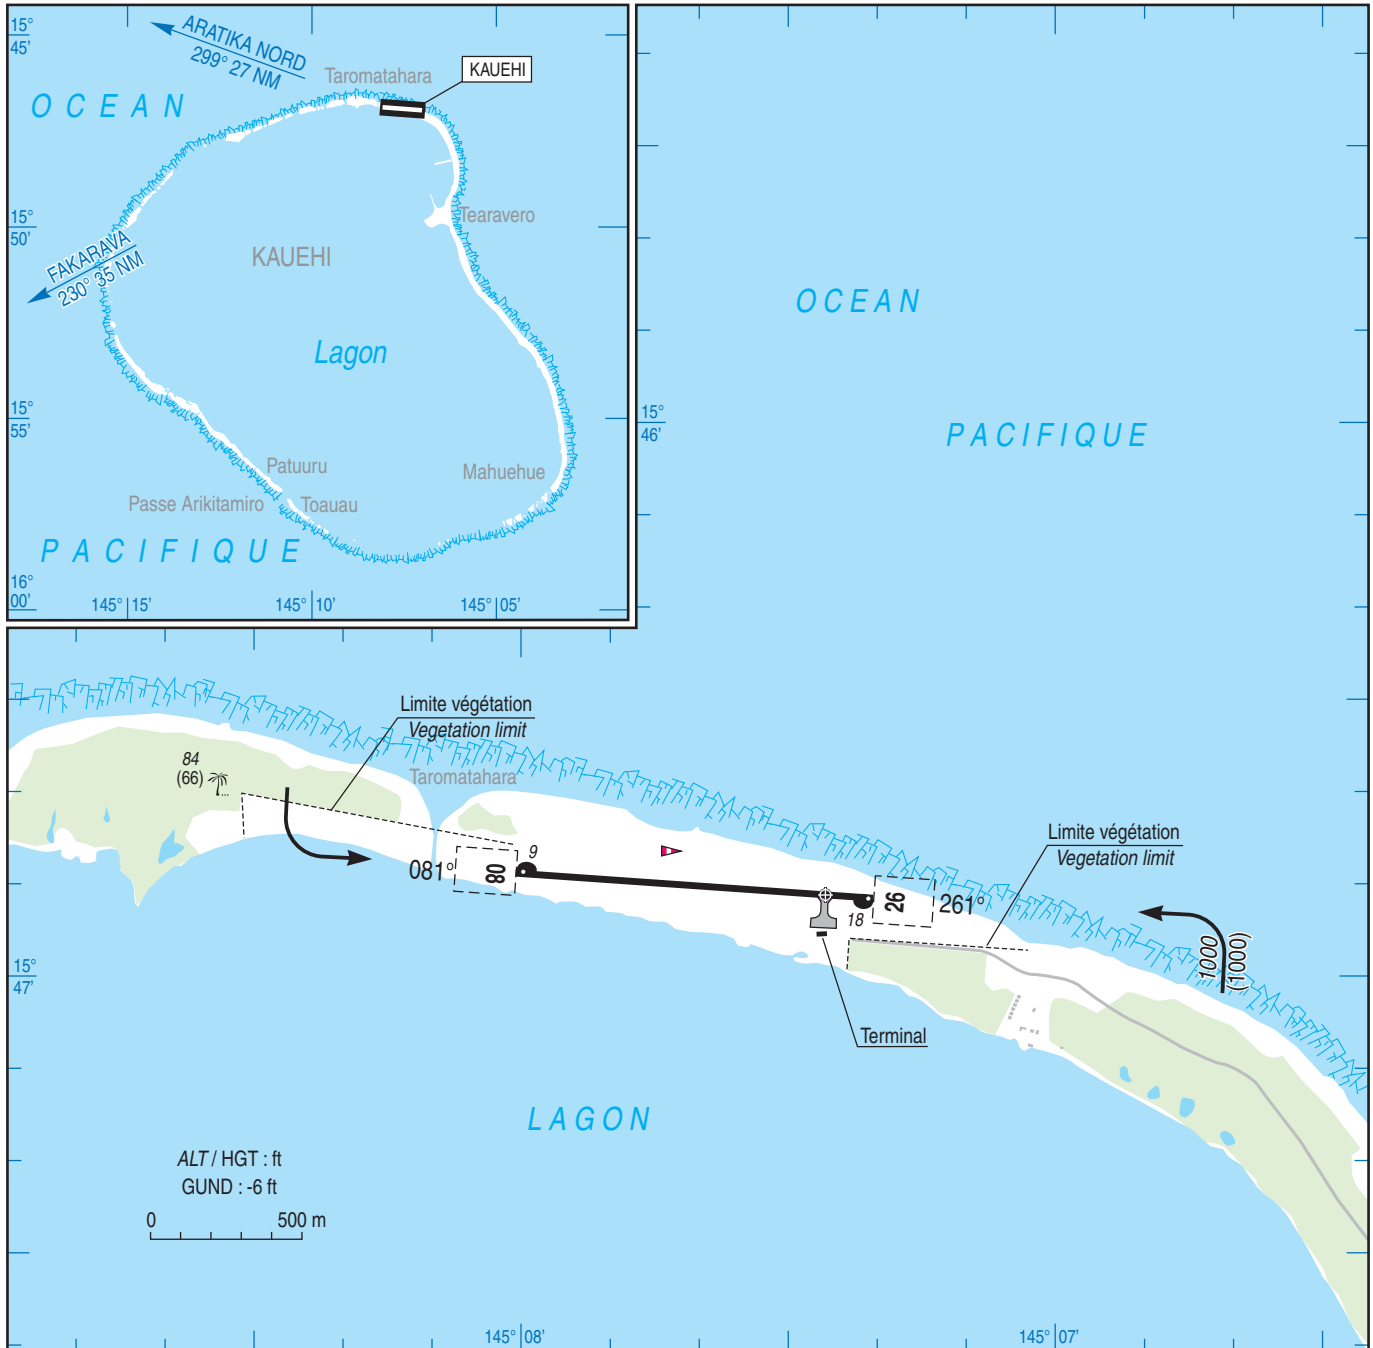 15°
45'
ARATIKA NORD
299° 27 NM
Taromatahara
KAUEHI
OCEAN
15°
50'
Tearavero
FAKARAVA
230° 35 NM
KAUEHI
Lagon
15°
55'
Patuuru
Mahuehue
Passe Arikitamiro
Toauau
PACIFIQUE
16°
00'
145° 15'
145° 10'
145° 05'
OCEAN
15°
46'
PACIFIQUE
Limite végétation
Vegetation limit
84
(66)
Taromatahara
081°
08
9
Limite végétation
Vegetation limit
26
261°
18
1000
(1000)
15°
47'
Terminal
LAGON
ALT / HGT : ft
GUND : -6 ft
0
500 m
145° 08'
145° 07'